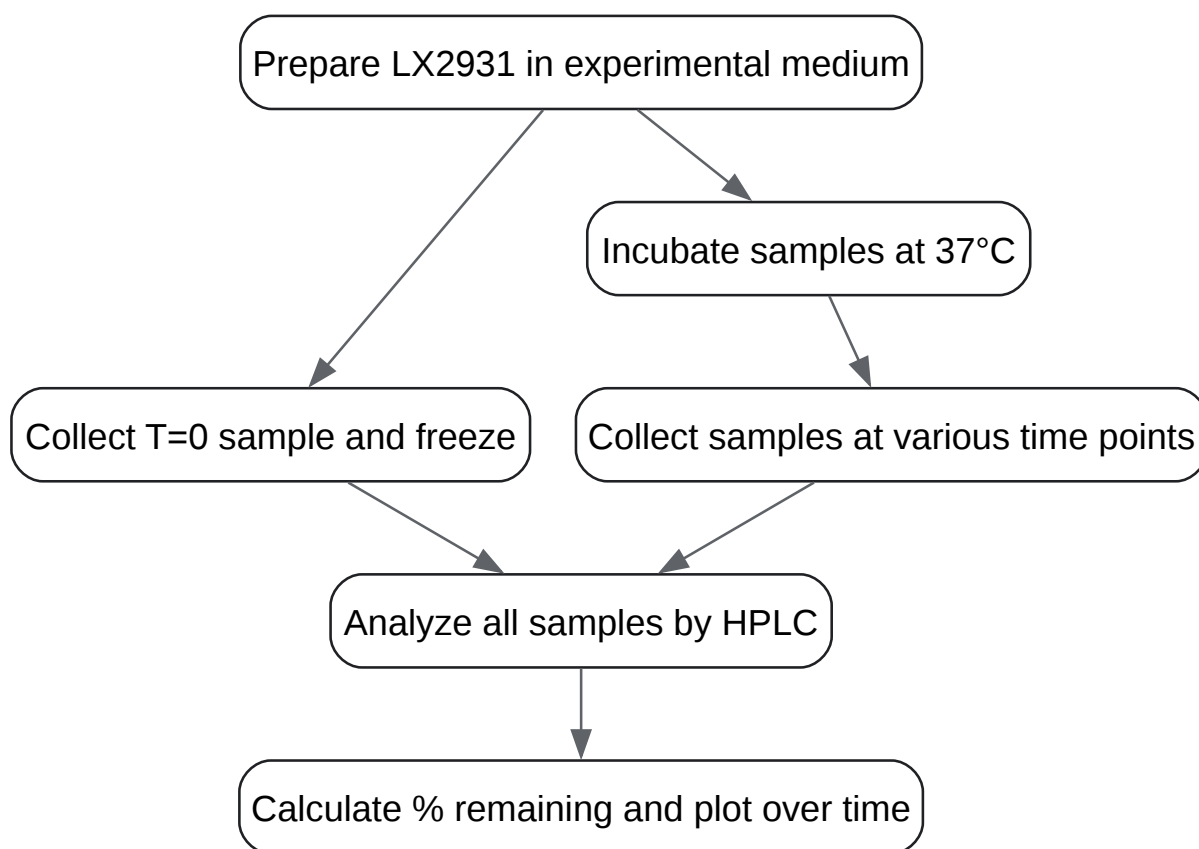 Prepare LX2931 in experimental medium
Incubate samples at 37°C
Collect T=0 sample and freeze
Collect samples at various time points
Analyze all samples by HPLC
Calculate % remaining and plot over time